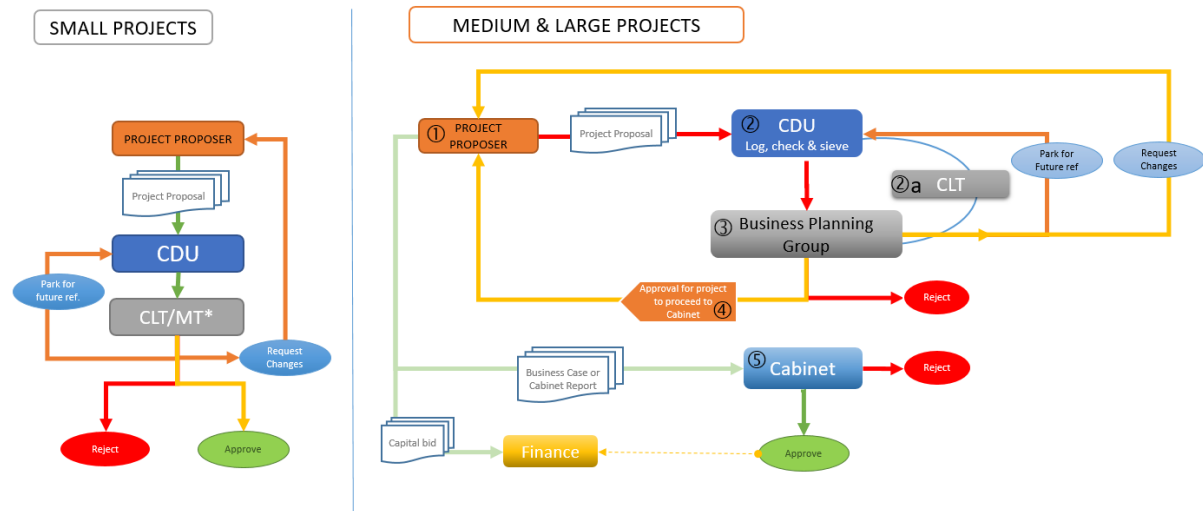 SMALL PROJECTS
PROJECT PROPOSER
Project Proposal
CDU
Park for
future ref.
CLT/MT*
Request
Changes
Reject
Approve
MEDIUM & LARGE PROJECTS
① PROJECT
PROPOSER
Project Proposal
② CDU
Log, check & sieve
Park for
Future ref
Request
Changes
②a CLT
③ Business Planning
Group
Approval for project
to proceed to
Cabinet ④
Reject
Business Case or
Cabinet Report
⑤ Cabinet
Reject
Capital bid
Finance
Approve